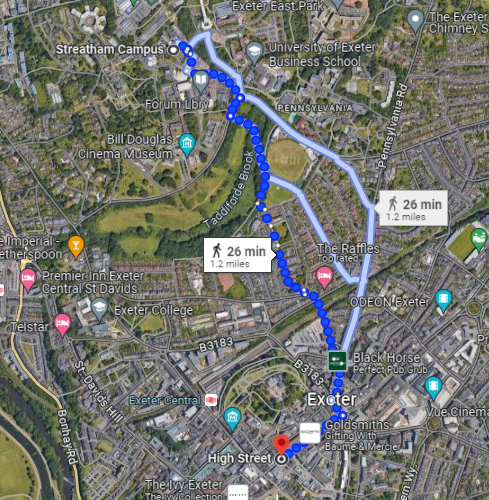 Exeter East Park
The Exeter
Chimney S
Streatham Campus
University of Exeter
Business School
Forum Lbry
PENNSYLVANIA
Pennsylvania Rd
Bill Douglas
Cinema Museum
Taddiforde Brook
26 min
1.2 miles
e Imperial -
etherspoon
26 min
1.2 miles
The Raffles
Top rated
Premier Inn Exeter
Central St Davids
ODEON Exeter
Exeter College
Telstar
B3183
B3183
Black Horse
Perfect Pub Grub
St. Davids Hill
Exeter Central
Exeter
Vue Cinema
Bonhay Rd
Goldsmiths
Gifting With
Baume & Mercier
High Street
The Ivy Exeter
The Ivy Collection
ern Wy